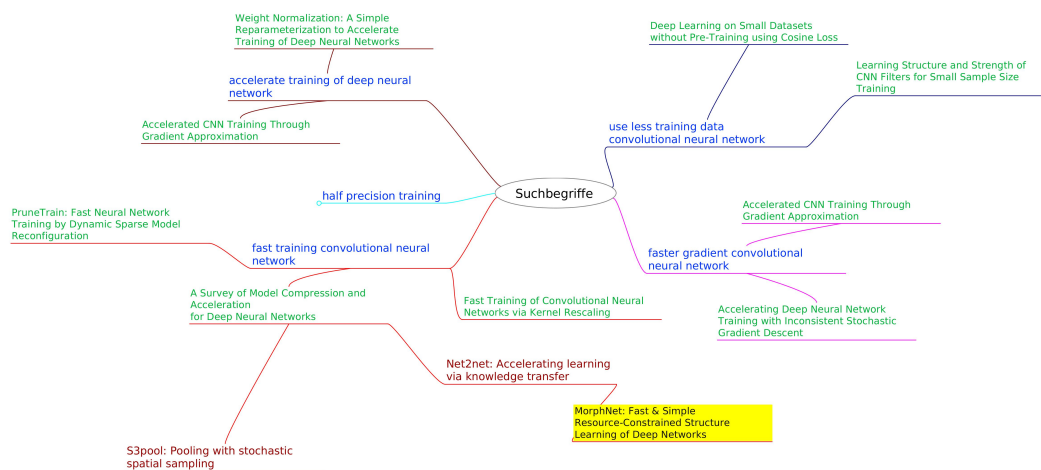 Weight Normalization: A Simple
Reparameterization to Accelerate
Training of Deep Neural Networks
accelerate training of deep neural
network
Accelerated CNN Training Through
Gradient Approximation
Deep Learning on Small Datasets
without Pre-Training using Cosine Loss
Learning Structure and Strength of
CNN Filters for Small Sample Size
Training
use less training data
convolutional neural network
Suchbegriffe
half precision training
PruneTrain: Fast Neural Network
Training by Dynamic Sparse Model
Reconfiguration
fast training convolutional neural
network
Accelerated CNN Training Through
Gradient Approximation
faster gradient convolutional
neural network
A Survey of Model Compression and
Acceleration
for Deep Neural Networks
Fast Training of Convolutional Neural
Networks via Kernel Rescaling
Accelerating Deep Neural Network
Training with Inconsistent Stochastic
Gradient Descent
Net2net: Accelerating learning
via knowledge transfer
MorphNet: Fast & Simple
Resource-Constrained Structure
Learning of Deep Networks
S3pool: Pooling with stochastic
spatial sampling